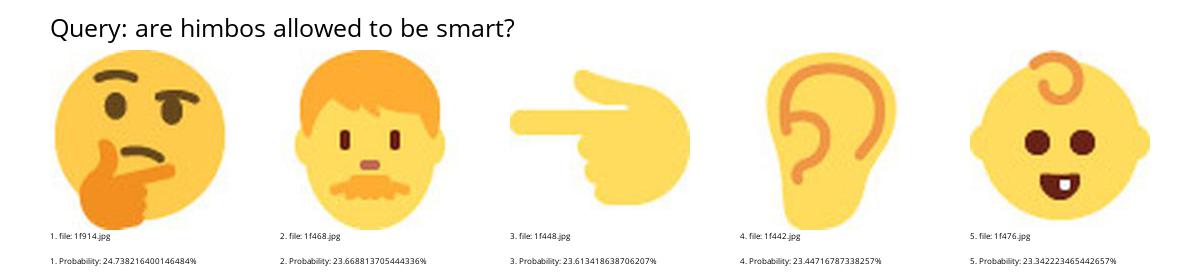 Query: are himbos allowed to be smart?
1. file: 1f914.jpg
2. file: 1f468.jpg
3. file: 1f448.jpg
4. file: 1f442.jpg
5. file: 1f476.jpg
1. Probability: 24.738216400146484%
2. Probability: 23.668813705444336%
3. Probability: 23.613418638706207%
4. Probability: 23.44716787338257%
5. Probability: 23.342223465442657%